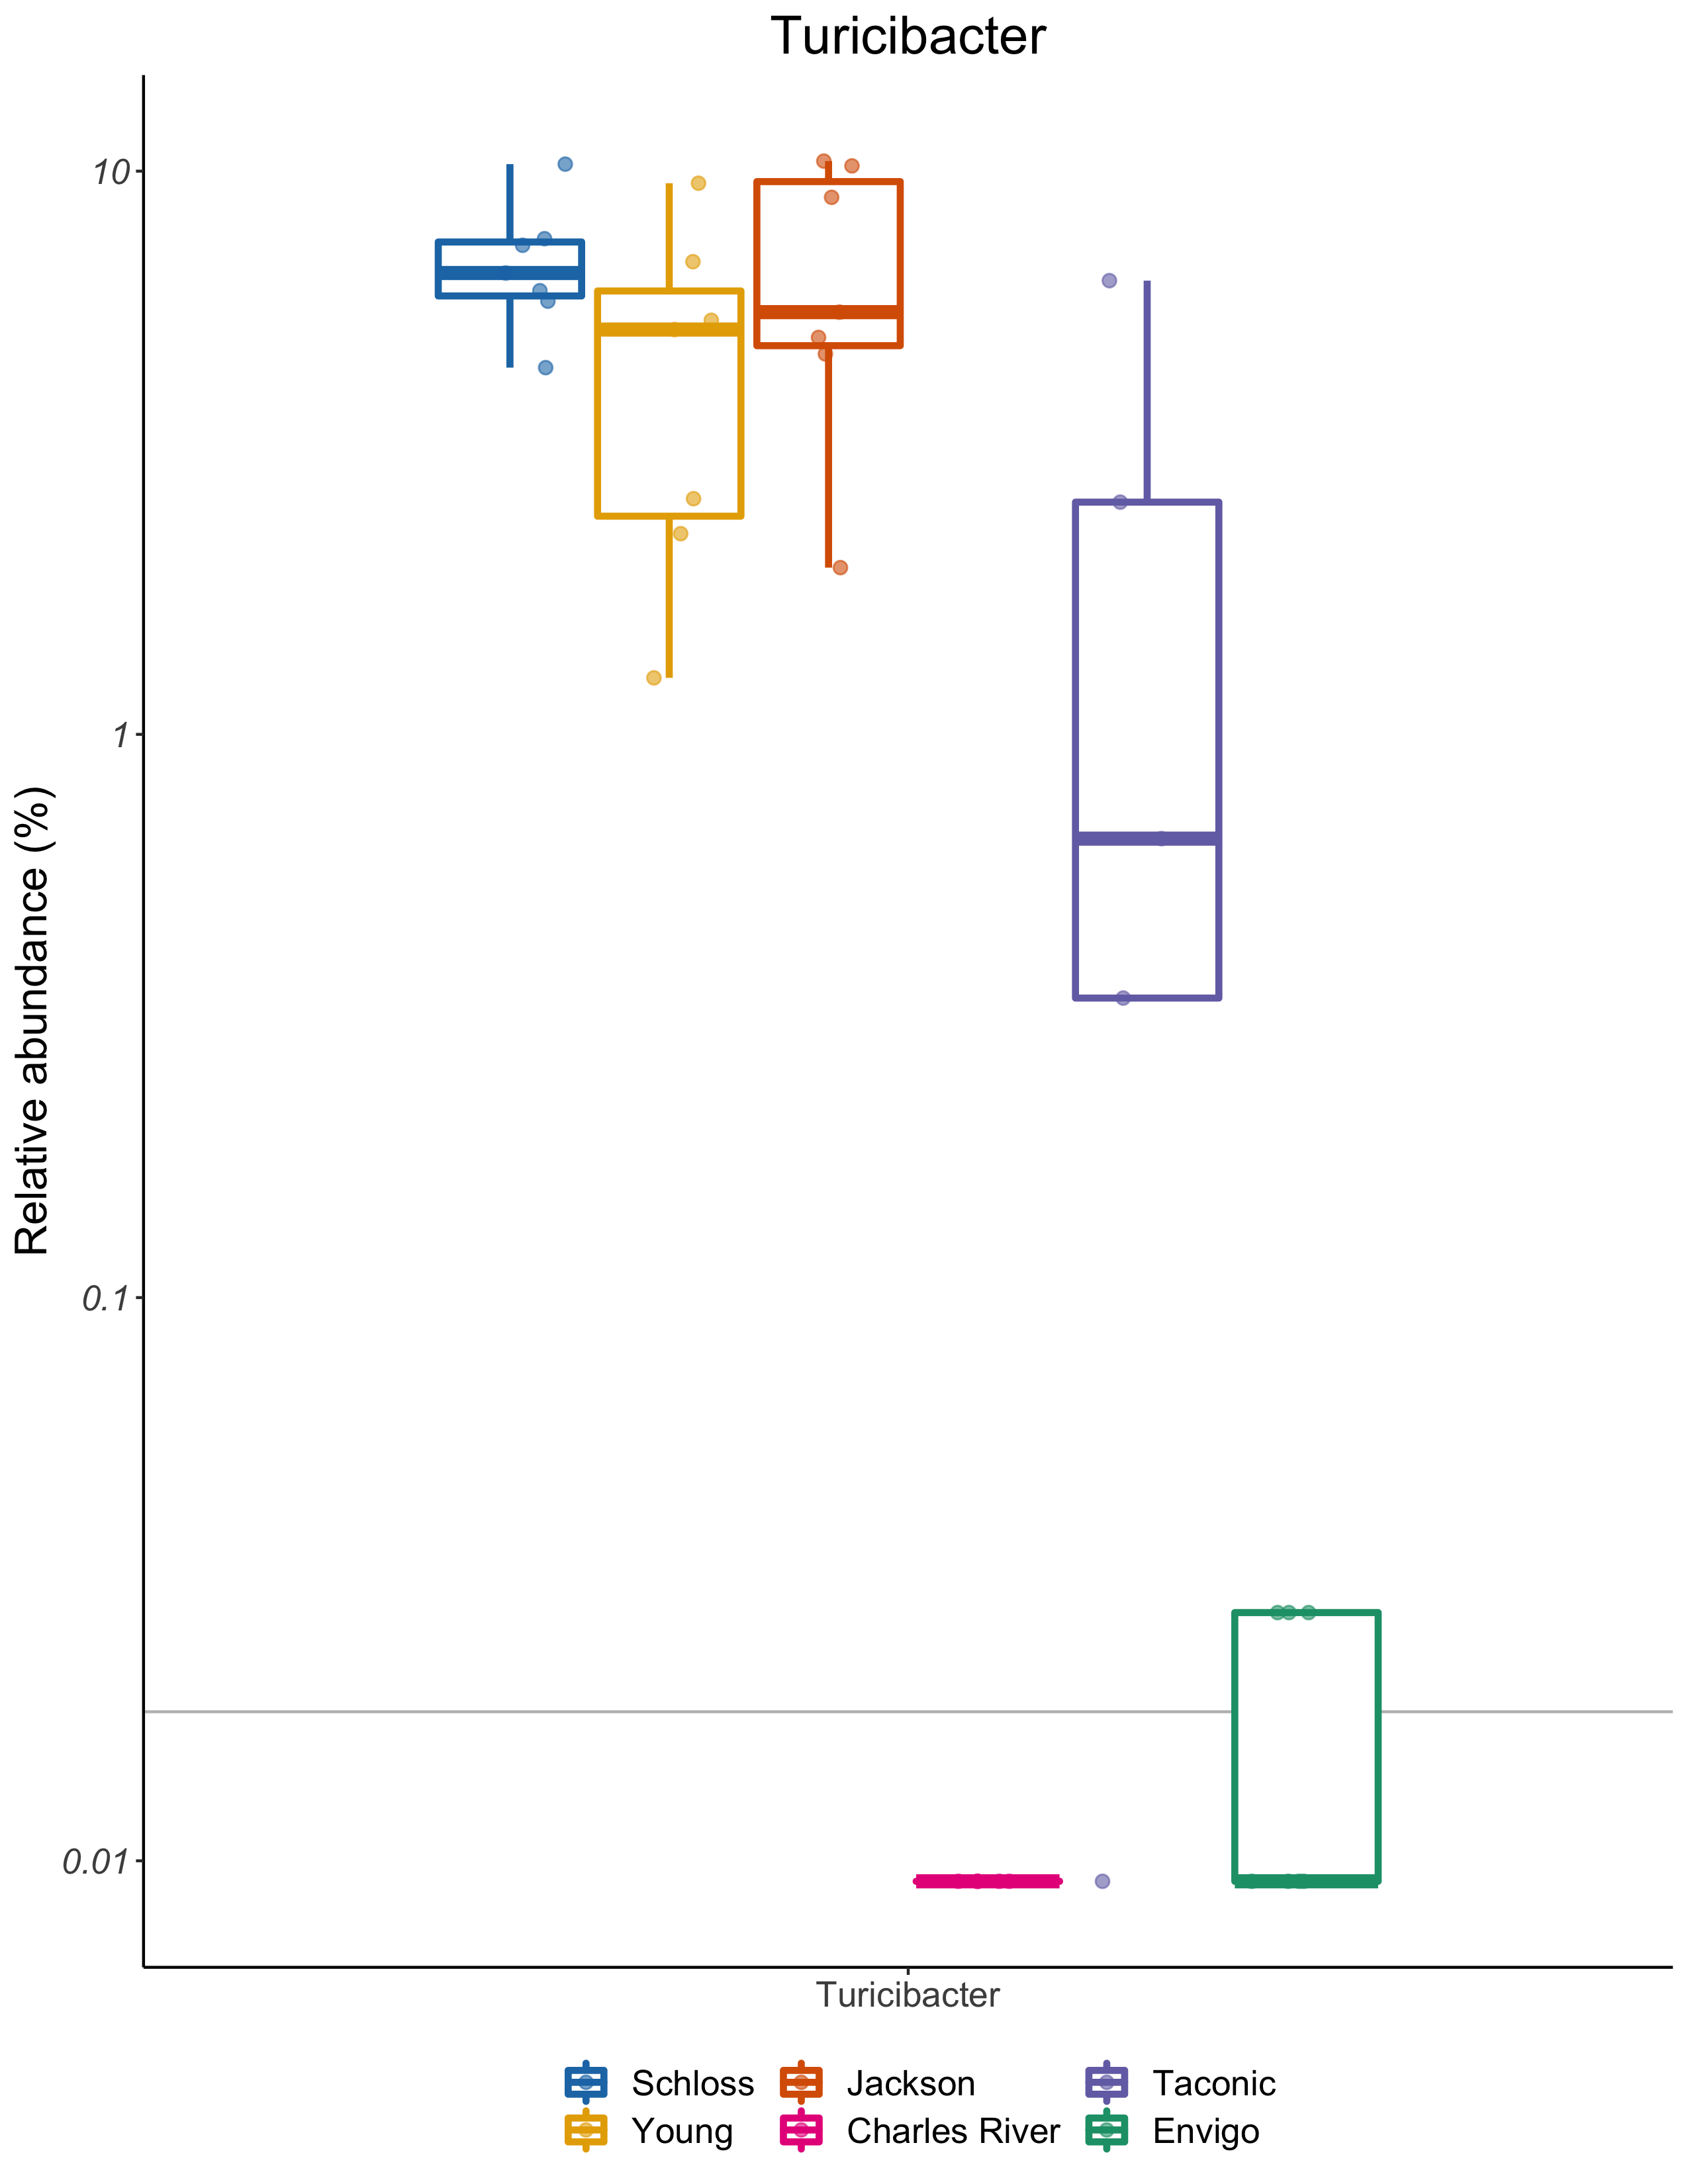 Turicibacter
Relative abundance (%)
10
1
0.1
0.01
Turicibacter
Schloss
Jackson
Taconic
Young
Charles River
Envigo